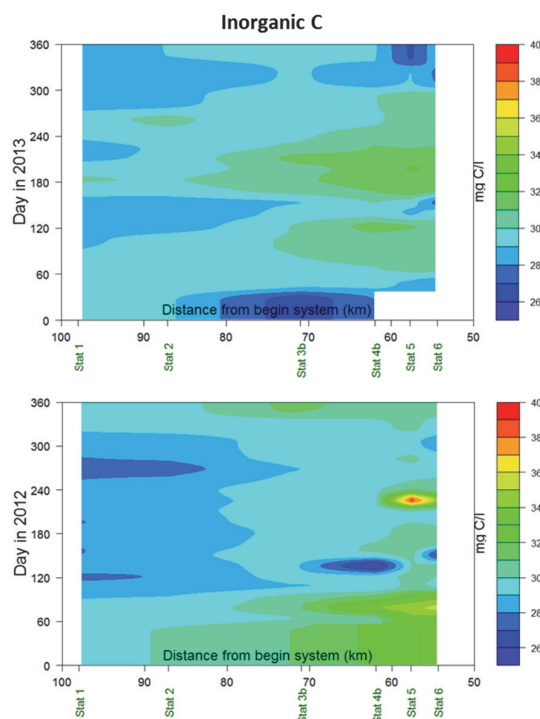 Inorganic C
360
300
240
180
120
60
0
Day in 2013
Distance from begin system (km)
100
90
80
70
60
50
Stat 1
Stat 2
Stat 3b
Stat 4b
Stat 5
Stat 6
mg C/l
40
38
36
34
32
30
28
26
360
300
240
180
120
60
0
Day in 2012
Distance from begin system (km)
100
90
80
70
60
50
Stat 1
Stat 2
Stat 3b
Stat 4b
Stat 5
Stat 6
mg C/l
40
38
36
34
32
30
28
26